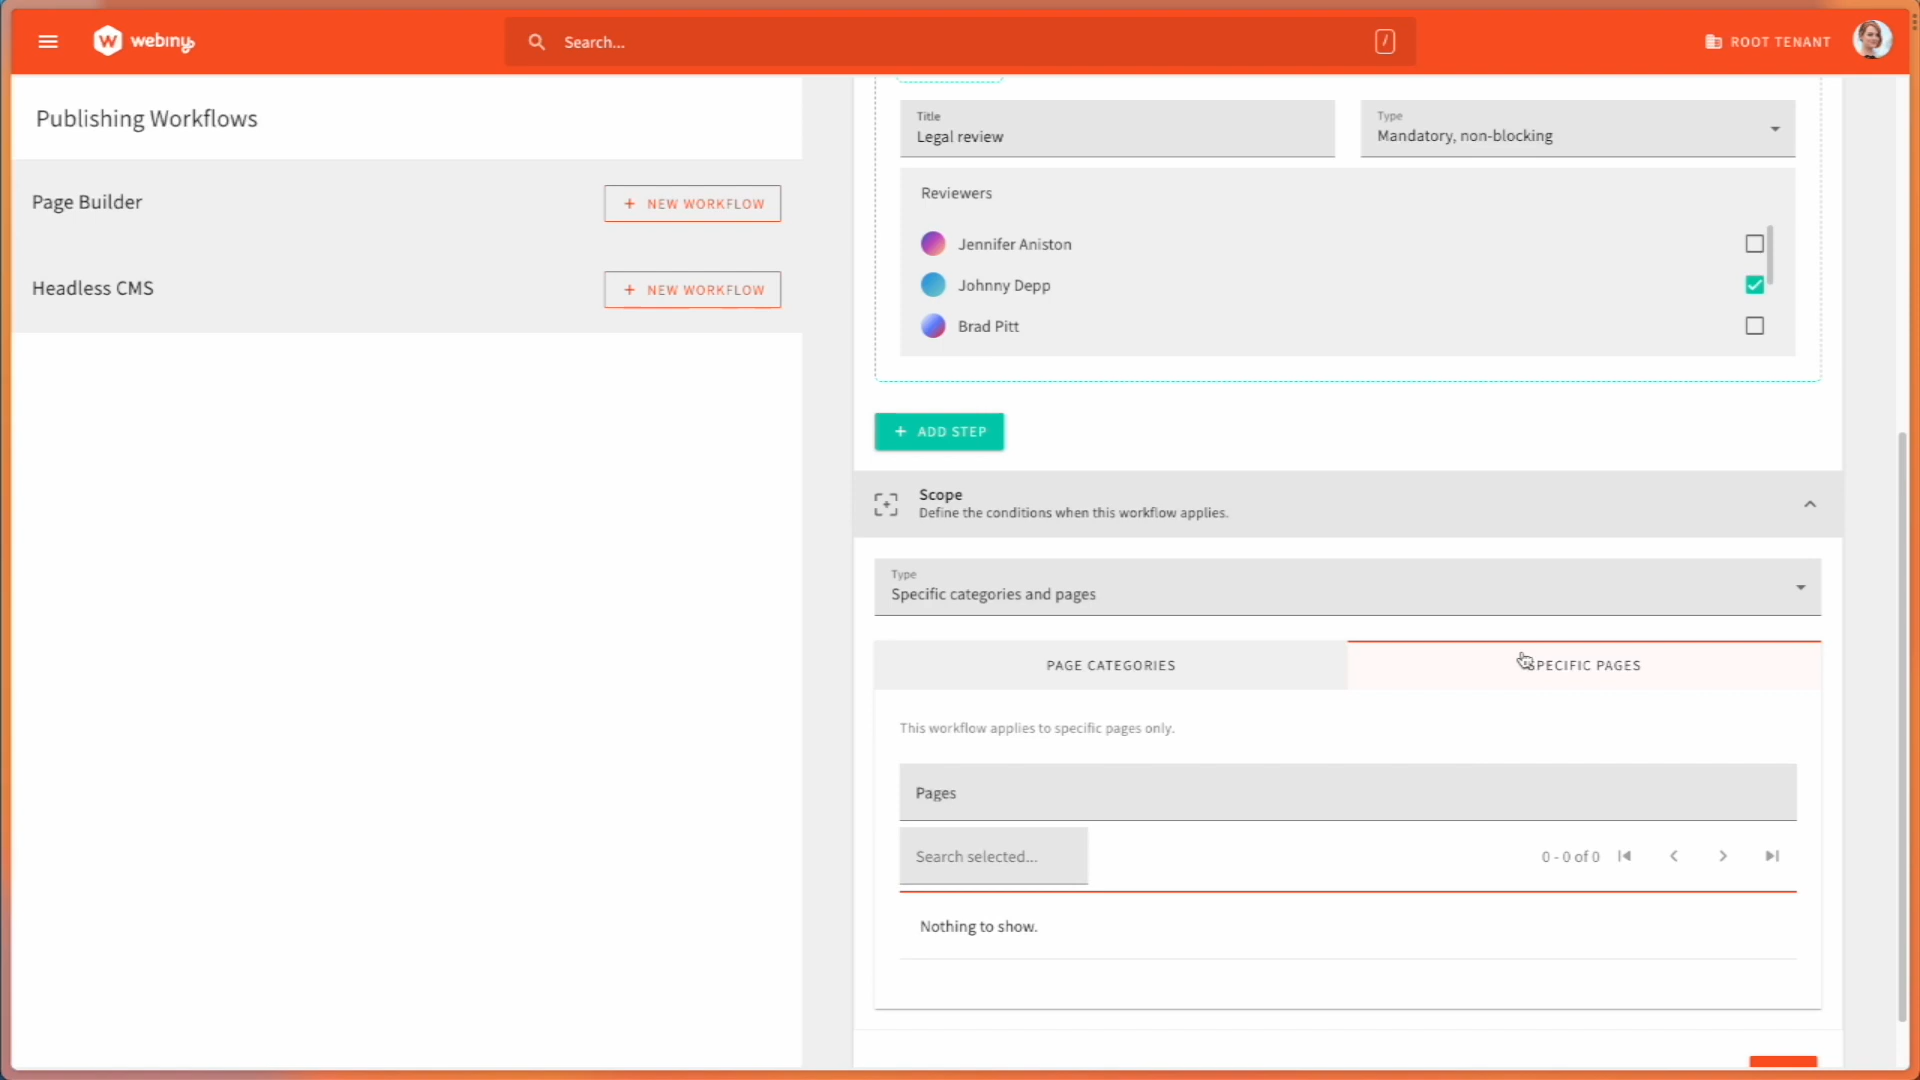 webiny
Search...
/
ROOT TENANT
Publishing Workflows
Page Builder
+ NEW WORKFLOW
Headless CMS
+ NEW WORKFLOW
Title
Legal review
Type
Mandatory, non-blocking
Reviewers
Jennifer Aniston
Johnny Depp
Brad Pitt
+ ADD STEP
Scope
Define the conditions when this workflow applies.
Type
Specific categories and pages
PAGE CATEGORIES
SPECIFIC PAGES
This workflow applies to specific pages only.
Pages
Search selected...
0 - 0 of 0
Nothing to show.